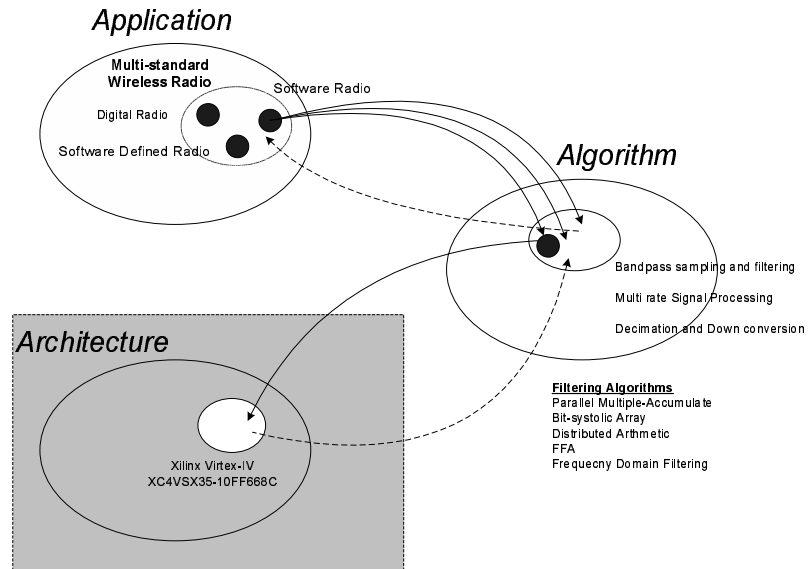 Application
Multi-standard
Wireless Radio
Software Radio
Digital Radio
Software Defined Radio
Algorithm
Bandpass sampling and filtering
Multi rate Signal Processing
Decimation and Down conversion
Architecture
Xilinx Virtex-IV
XC4VSX35-10FF668C
Filtering Algorithms
Parallel Multiple-Accumulate
Bit-systolic Array
Distributed Arthmetic
FFA
Frequecny Domain Filtering